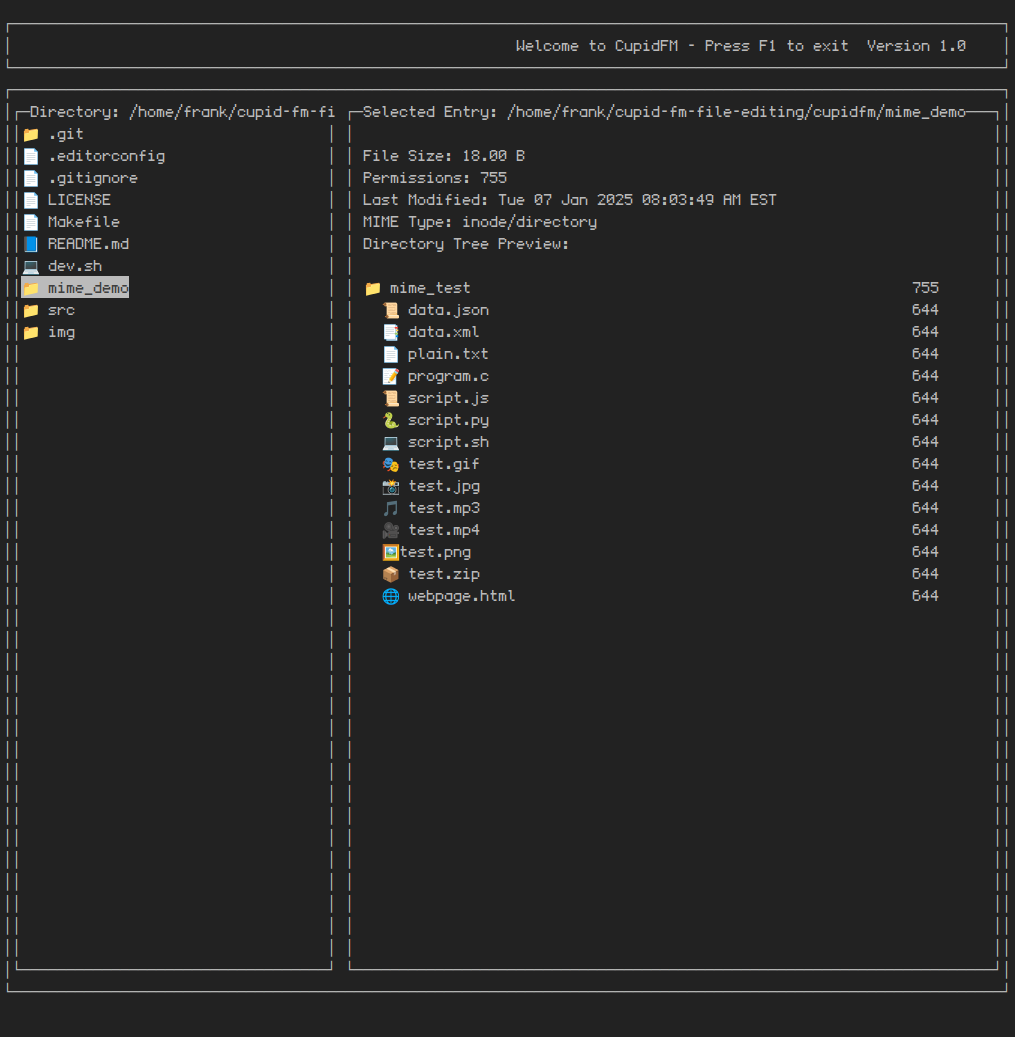 Welcome to CupidFM - Press F1 to exit  Version 1.0
Directory: /home/frank/cupid-fm-fi
.git
.editorconfig
.gitignore
LICENSE
Makefile
README.md
dev.sh
mime_demo
src
img
Selected Entry: /home/frank/cupid-fm-file-editing/cupidfm/mime_demo
File Size: 18.00 B
Permissions: 755
Last Modified: Tue 07 Jan 2025 08:03:49 AM EST
MIME Type: inode/directory
Directory Tree Preview:
mime_test 755
data.json 644
data.xml 644
plain.txt 644
program.c 644
script.js 644
script.py 644
script.sh 644
test.gif 644
test.jpg 644
test.mp3 644
test.mp4 644
test.png 644
test.zip 644
webpage.html 644